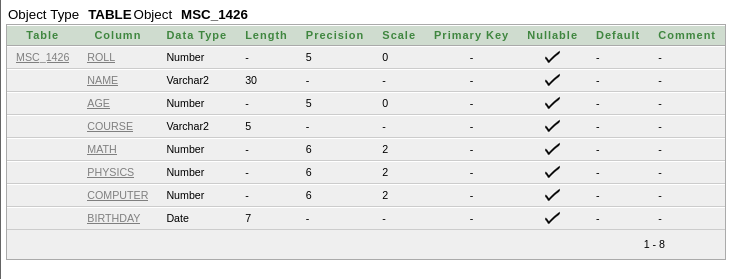 Object Type TABLE Object MSC_1426
Table Column Data Type Length Precision Scale Primary Key Nullable Default Comment
MSC_1426 ROLL Number - 5 0 - ✓ - -
NAME Varchar2 30 - - - ✓ - -
AGE Number - 5 0 - ✓ - -
COURSE Varchar2 5 - - - ✓ - -
MATH Number - 6 2 - ✓ - -
PHYSICS Number - 6 2 - ✓ - -
COMPUTER Number - 6 2 - ✓ - -
BIRTHDAY Date 7 - - - ✓ - -
1 - 8